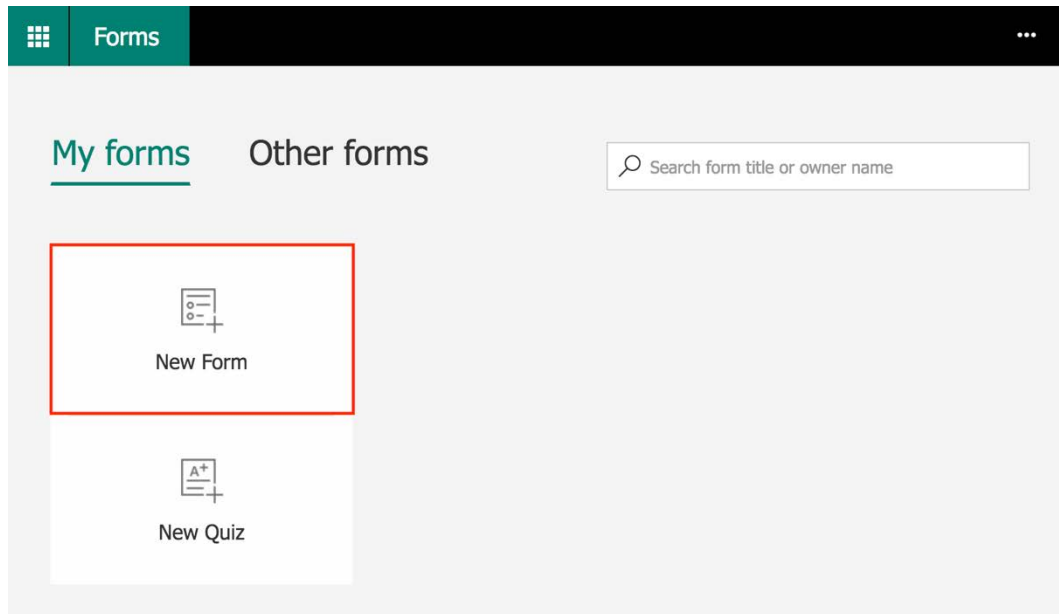 Forms
My forms Other forms
Search form title or owner name
New Form
A+
New Quiz